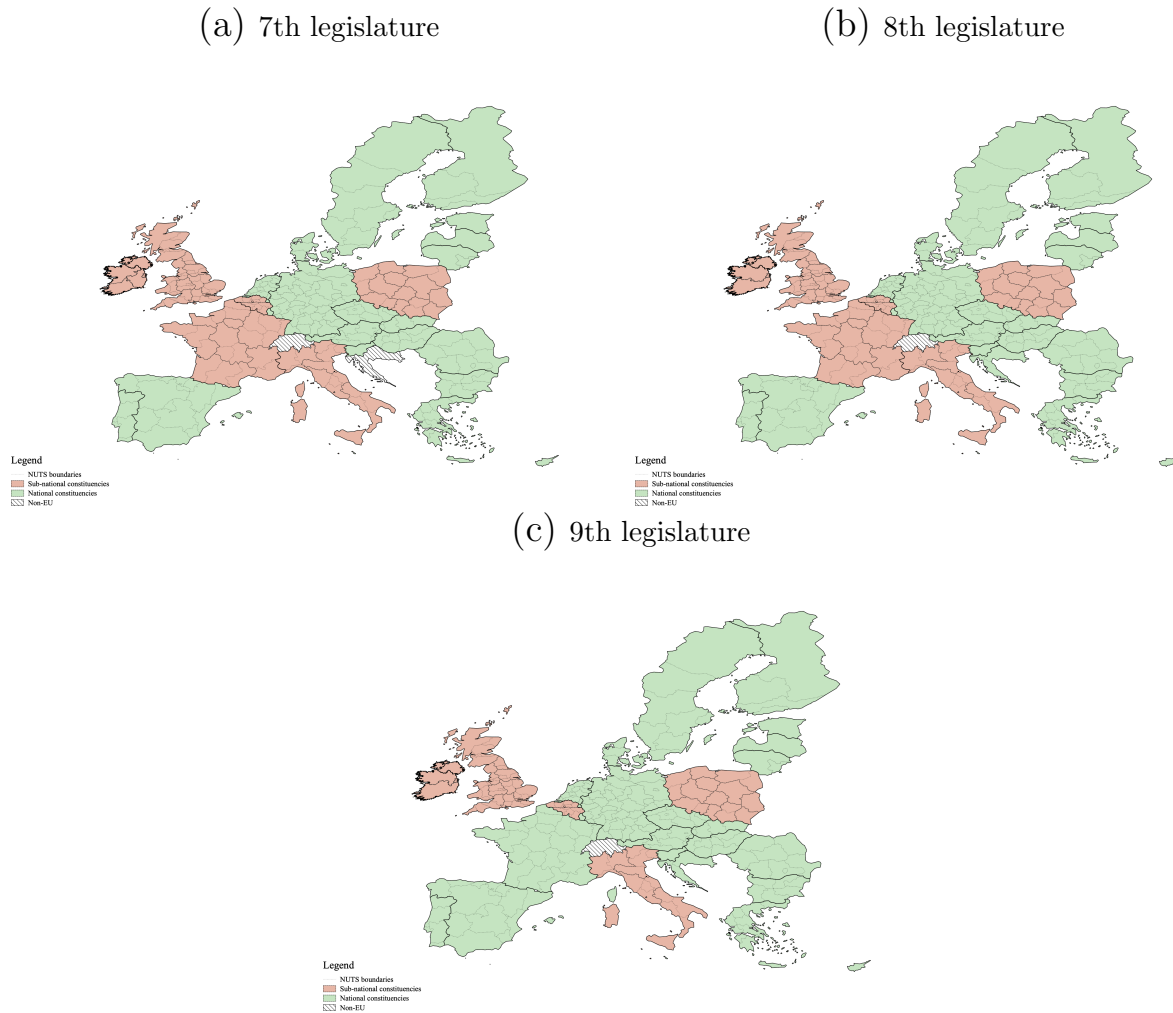 (a) 7th legislature
(b) 8th legislature
Legend
NUTS boundaries
Sub-national constituencies
National constituencies
Non-EU
Legend
NUTS boundaries
Sub-national constituencies
National constituencies
Non-EU
(c) 9th legislature
Legend
NUTS boundaries
Sub-national constituencies
National constituencies
Non-EU